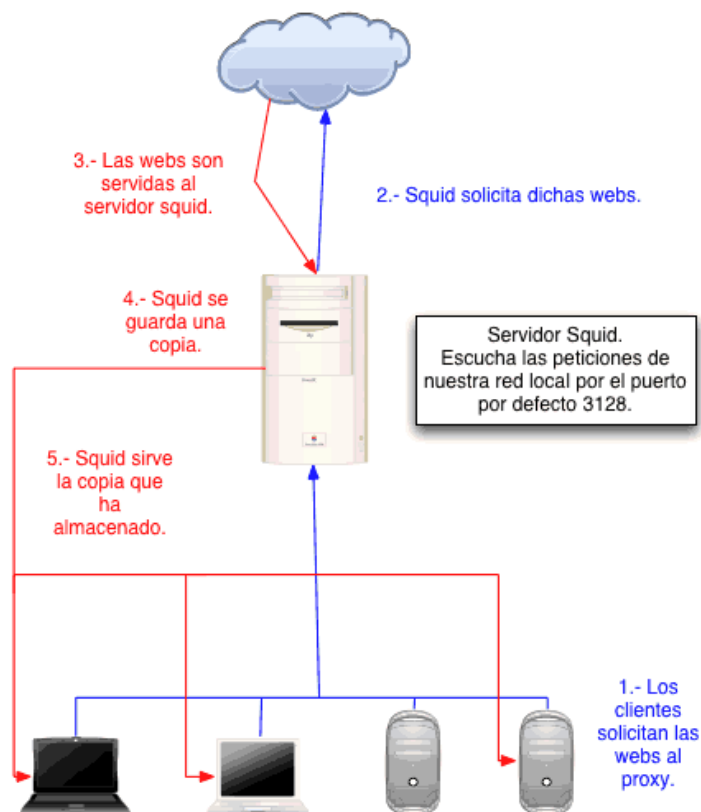 3.- Las webs son
servidas al
servidor squid.
2.- Squid solicita dichas webs.
4.- Squid se
guarda una
copia.
Servidor Squid.
Escucha las peticiones de
nuestra red local por el puerto
por defecto 3128.
5.- Squid sirve
la copia que
ha
almacenado.
1.- Los
clientes
solicitan las
webs al
proxy.